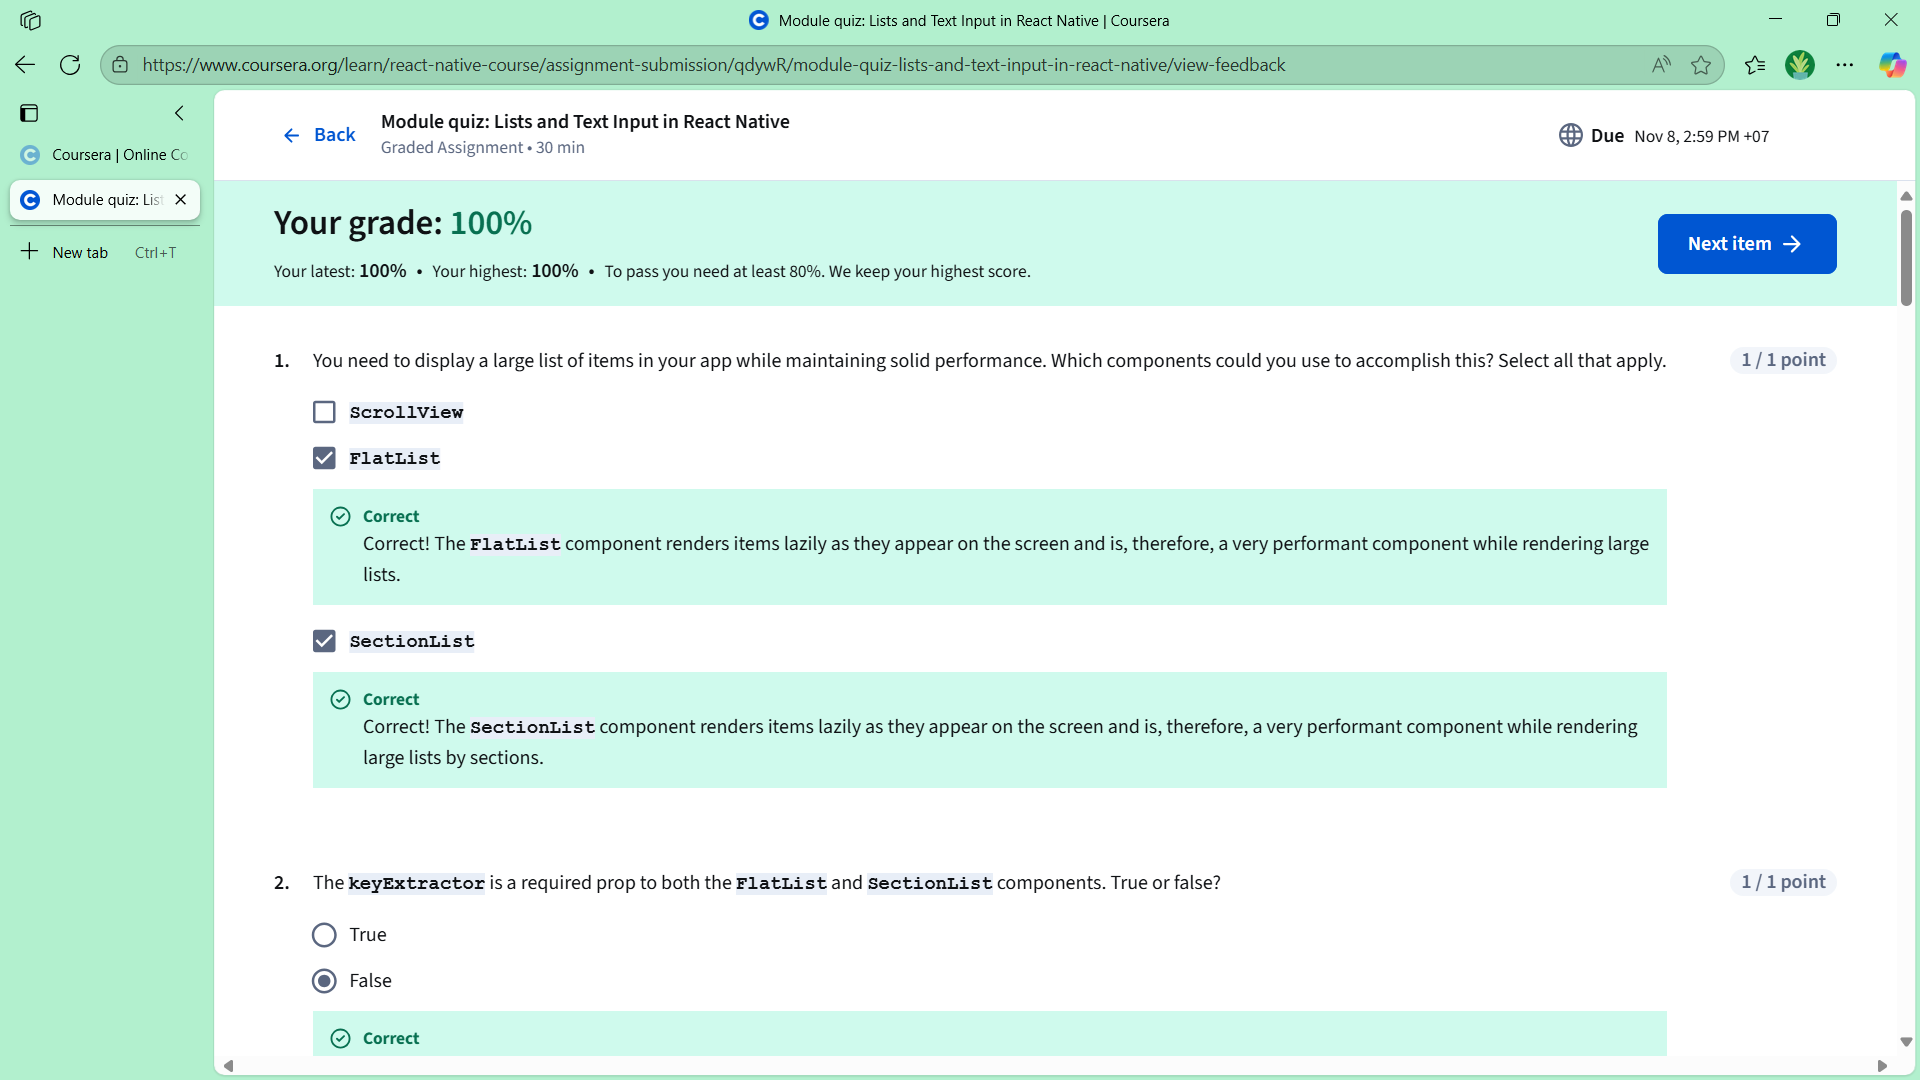 Module quiz: Lists and Text Input in React Native | Coursera
https://www.coursera.org/learn/react-native-course/assignment-submission/qdywR/module-quiz-lists-and-text-input-in-react-native/view-feedback
Coursera | Online Co
Module quiz: List
New tab Ctrl+T
Back
Module quiz: Lists and Text Input in React Native
Graded Assignment • 30 min
Due Nov 8, 2:59 PM +07
Your grade: 100%
Your latest: 100% • Your highest: 100% • To pass you need at least 80%. We keep your highest score.
Next item
1. You need to display a large list of items in your app while maintaining solid performance. Which components could you use to accomplish this? Select all that apply.
1 / 1 point
ScrollView
FlatList
Correct
Correct! The FlatList component renders items lazily as they appear on the screen and is, therefore, a very performant component while rendering large
lists.
SectionList
Correct
Correct! The SectionList component renders items lazily as they appear on the screen and is, therefore, a very performant component while rendering
large lists by sections.
2. The keyExtractor is a required prop to both the FlatList and SectionList components. True or false?
1 / 1 point
True
False
Correct